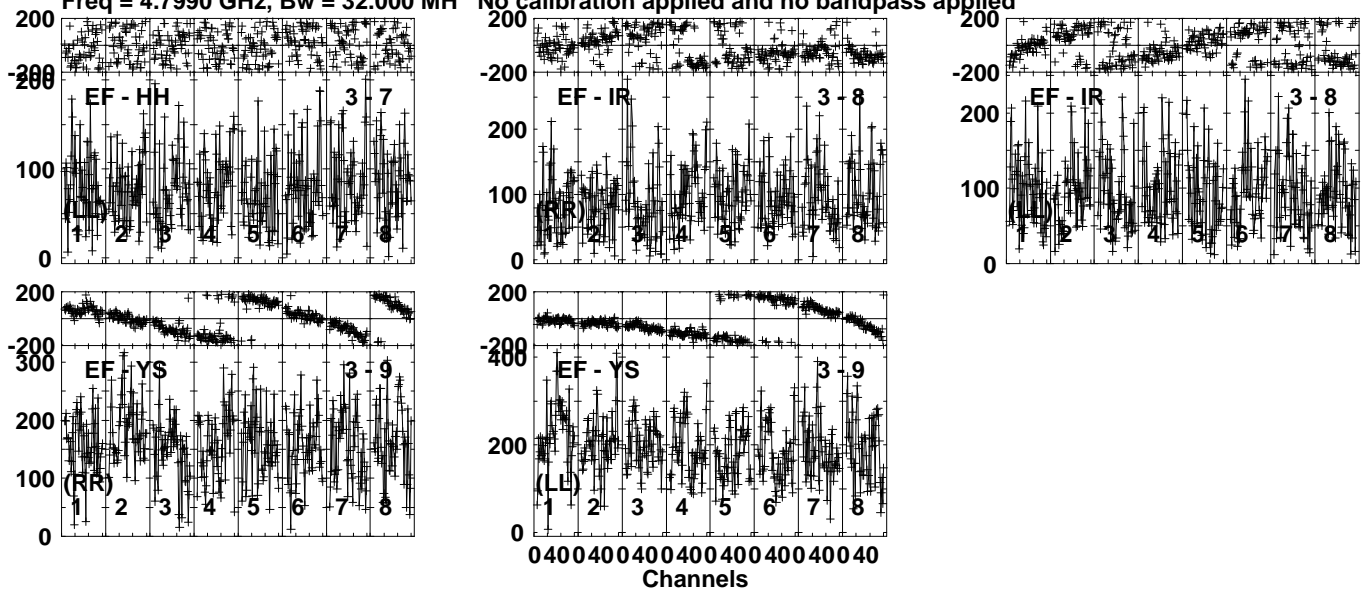 Freq = 4.7990 GHz, Bw = 32.000 MH No calibration applied and no bandpass applied
200
-200
200
100
0
EF - HH 3 - 7
(LL)
1 2 3 4 5 6 7 8
200
-200
200
100
0
EF - IR 3 - 8
(RR)
1 2 3 4 5 6 7 8
200
-200
200
100
0
EF - IR 3 - 8
(LL)
1 2 3 4 5 6 7 8
200
-200
300
200
100
0
EF - YS 3 - 9
(RR)
1 2 3 4 5 6 7 8
200
-200
400
200
0
EF - YS 3 - 9
(LL)
1 2 3 4 5 6 7 8
0 40 0 40 0 40 0 40 0 40 0 40 0 40 0 40
Channels